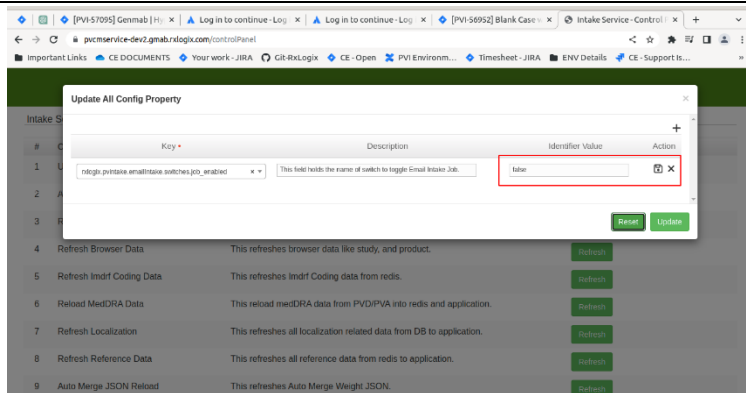 [PVI-57095] Genmab | Hy
Log in to continue - Log
Log in to continue - Log
[PVI-56952] Blank Case
Intake Service - Control P
pvcmservice-dev2.gmab.rxlogix.com/controlPanel
Important Links CE DOCUMENTS Your work - JIRA Git-RxLogix CE - Open PVI Environm... Timesheet - JIRA ENV Details CE - Support Is... »
Update All Config Property ×
Intake S
+
# Key • Description Identifier Value Action
1 U rxlogix.pvintake.emailIntake.switches.job_enabled × This field holds the name of switch to toggle Email Intake Job. false ×
2 A
3 R Reset Update
4 Refresh Browser Data This refreshes browser data like study, and product. Refresh
5 Refresh Imdrf Coding Data This refreshes Imdrf Coding data from redis. Refresh
6 Reload MedDRA Data This reload medDRA data from PVD/PVA into redis and application. Refresh
7 Refresh Localization This refreshes all localization related data from DB to application. Refresh
8 Refresh Reference Data This refreshes all reference data from redis to application. Refresh
9 Auto Merge JSON Reload This refreshes Auto Merge Weight JSON. Refresh